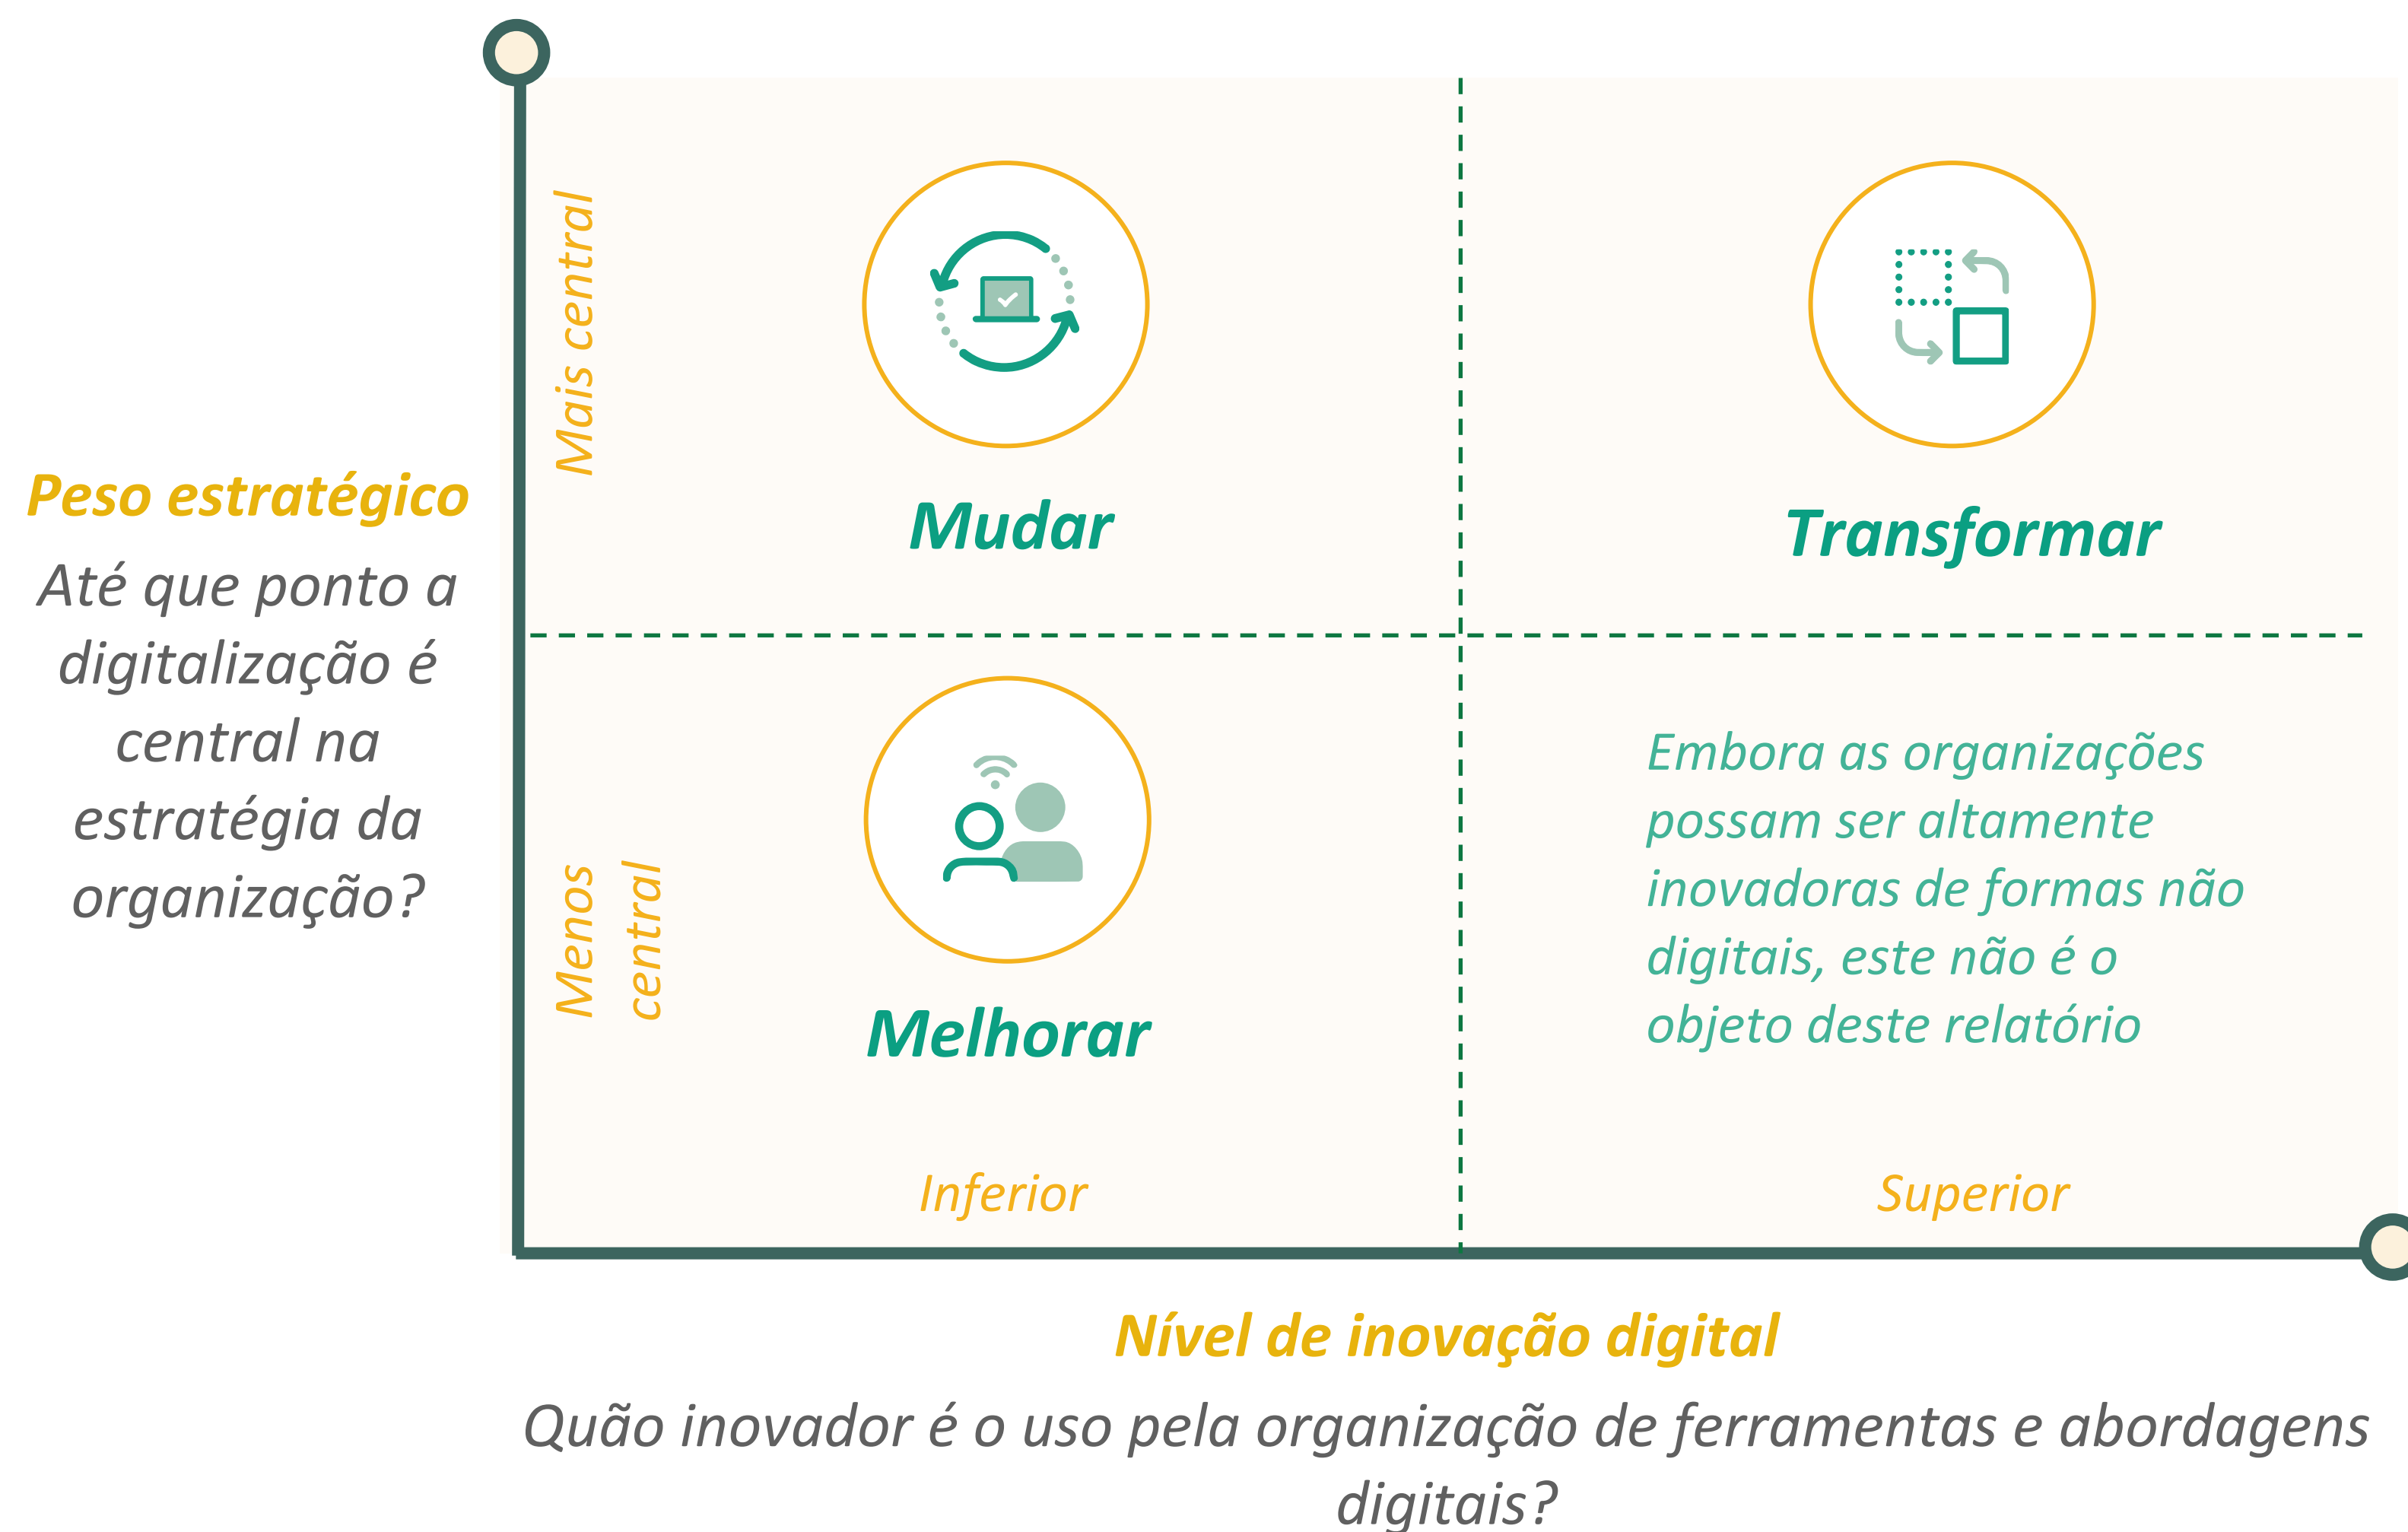 Peso estratégico
Até que ponto a
digitalização é
central na
estratégia da
organização?
Mais central
Mudar
Transformar
Menos
central
Melhorar
Embora as organizações
possam ser altamente
inovadoras de formas não
digitais, este não é o
objeto deste relatório
Inferior
Superior
Nível de inovação digital
Quão inovador é o uso pela organização de ferramentas e abordagens
digitais?